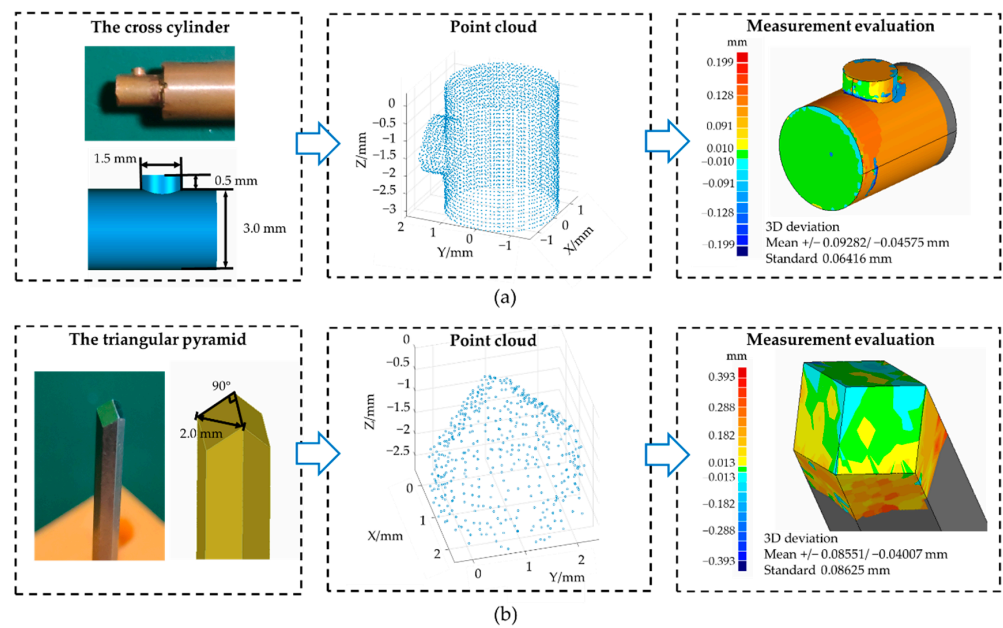 The cross cylinder
1.5 mm
0.5 mm
3.0 mm
Point cloud
0
−0.5
−1
−1.5
−2
−2.5
−3
Z/mm
2
1
0
−1
Y/mm
−1
0
1
X/mm
Measurement evaluation
mm
0.199
0.128
0.091
0.010
−0.010
−0.091
−0.128
−0.199
3D deviation
Mean +/− 0.09282/ −0.04575 mm
Standard 0.06416 mm
(a)
The triangular pyramid
90°
2.0 mm
Point cloud
0
−0.5
−1
−1.5
−2
−2.5
Z/mm
0
1
2
X/mm
0
1
2
Y/mm
Measurement evaluation
mm
0.393
0.288
0.182
0.013
−0.013
−0.182
−0.288
−0.393
3D deviation
Mean +/− 0.08551/ −0.04007 mm
Standard 0.08625 mm
(b)